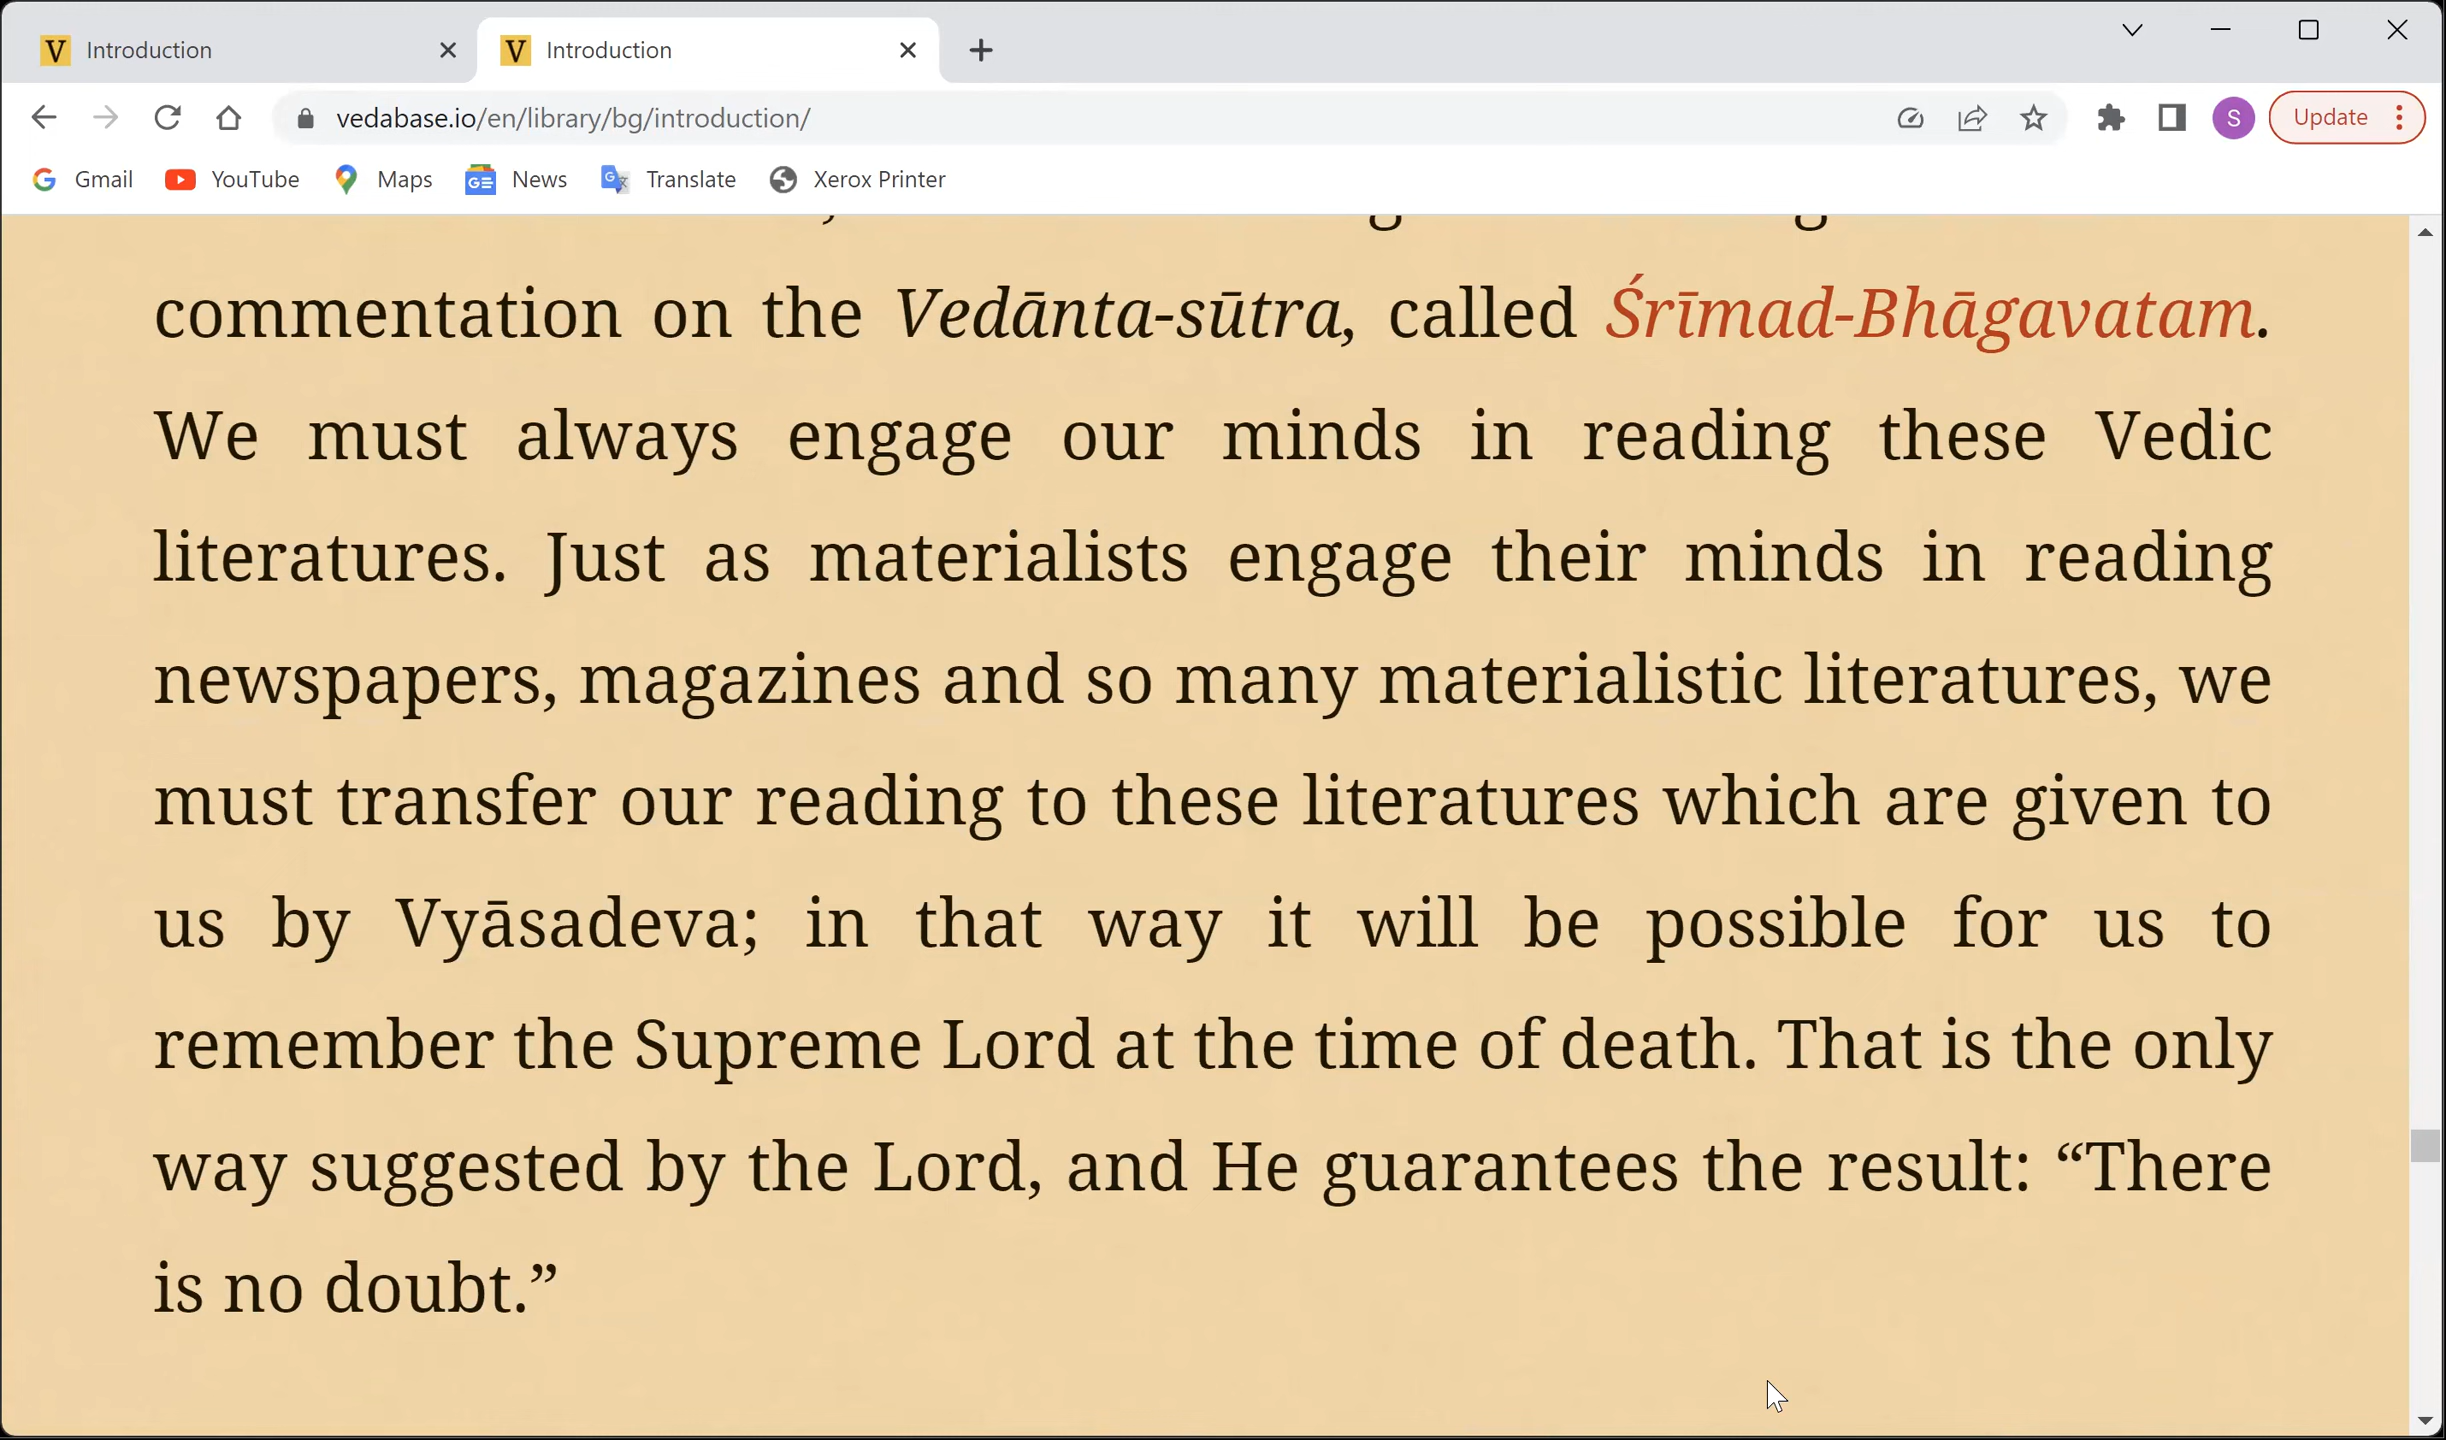 Introduction
Introduction
vedabase.io/en/library/bg/introduction/
S
Update
Gmail
YouTube
Maps
News
Translate
Xerox Printer
commentation on the Vedānta-sūtra, called Śrīmad-Bhāgavatam.
We must always engage our minds in reading these Vedic
literatures. Just as materialists engage their minds in reading
newspapers, magazines and so many materialistic literatures, we
must transfer our reading to these literatures which are given to
us by Vyāsadeva; in that way it will be possible for us to
remember the Supreme Lord at the time of death. That is the only
way suggested by the Lord, and He guarantees the result: “There
is no doubt.”